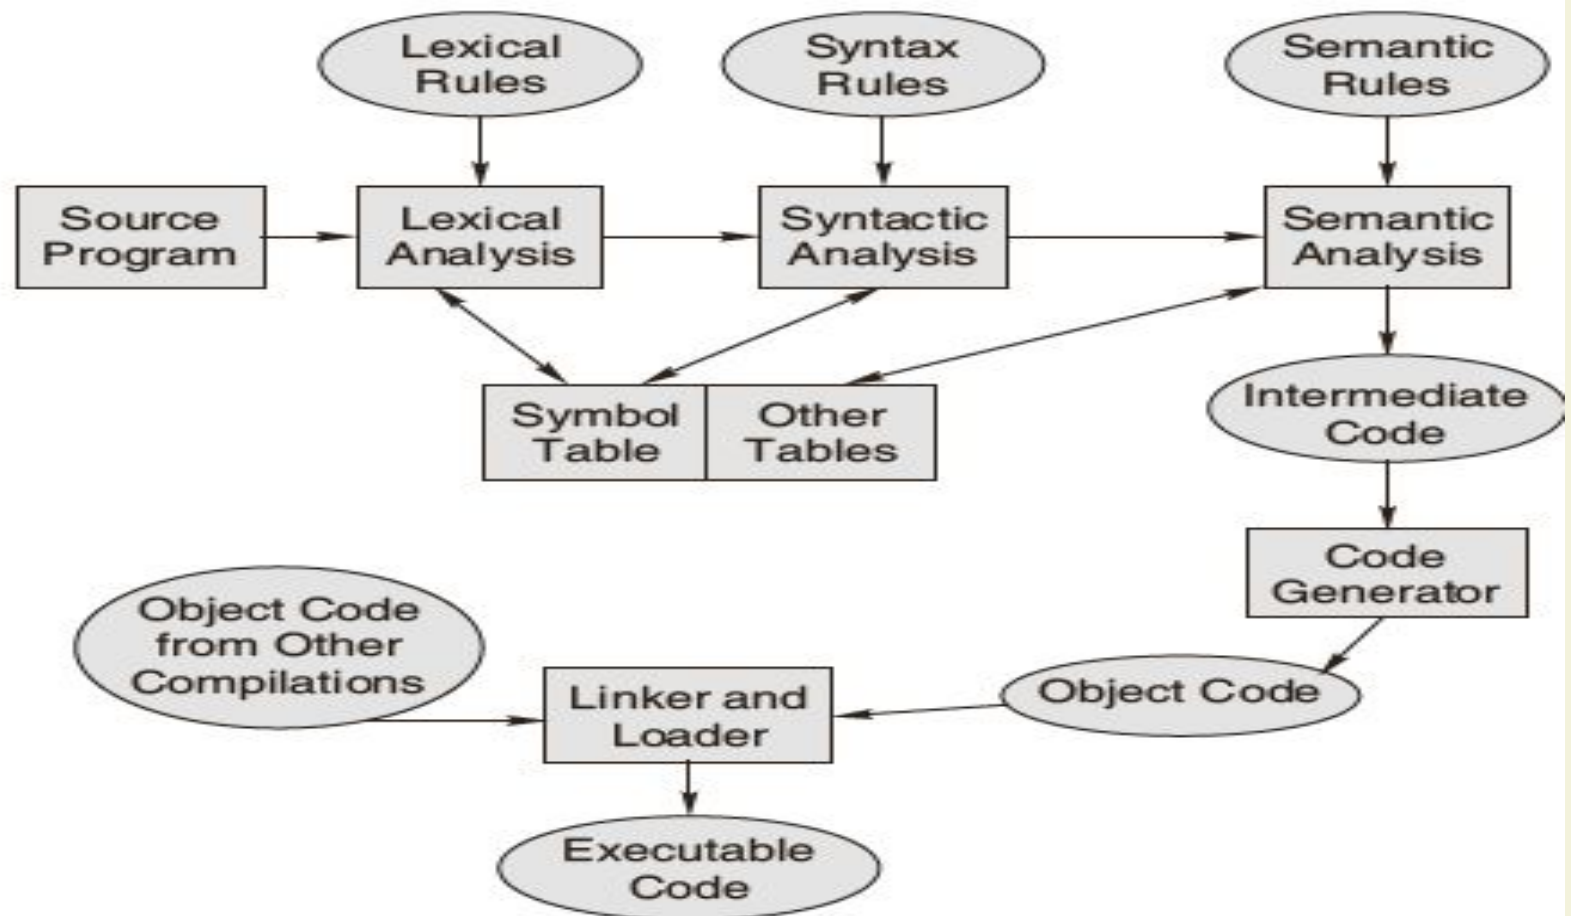 Lexical
Rules
Syntax
Rules
Semantic
Rules
Source
Program
Lexical
Analysis
Syntactic
Analysis
Semantic
Analysis
Symbol
Table
Other
Tables
Intermediate
Code
Code
Generator
Object Code
from Other
Compilations
Linker and
Loader
Object Code
Executable
Code